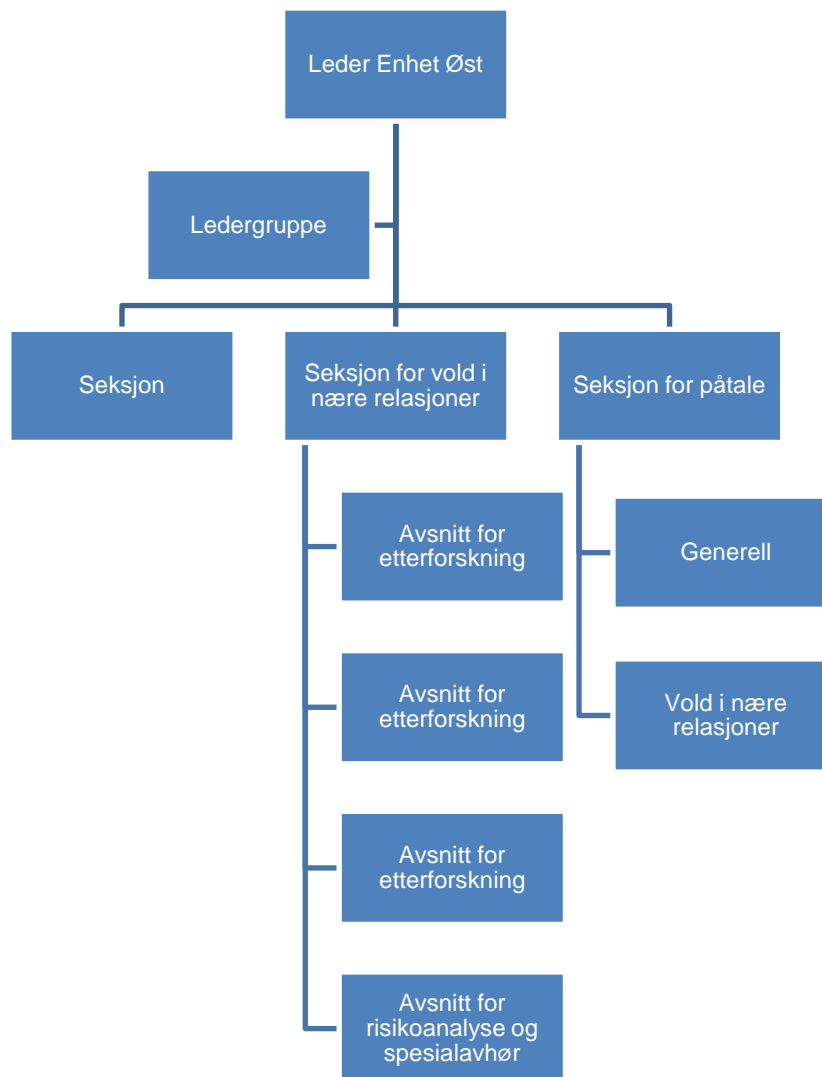 Leder Enhet Øst
Ledergruppe
Seksjon
Seksjon for vold i
nære relasjoner
Seksjon for påtale
Avsnitt for
etterforskning
Generell
Avsnitt for
etterforskning
Vold i nære
relasjoner
Avsnitt for
etterforskning
Avsnitt for
risikoanalyse og
spesialavhør